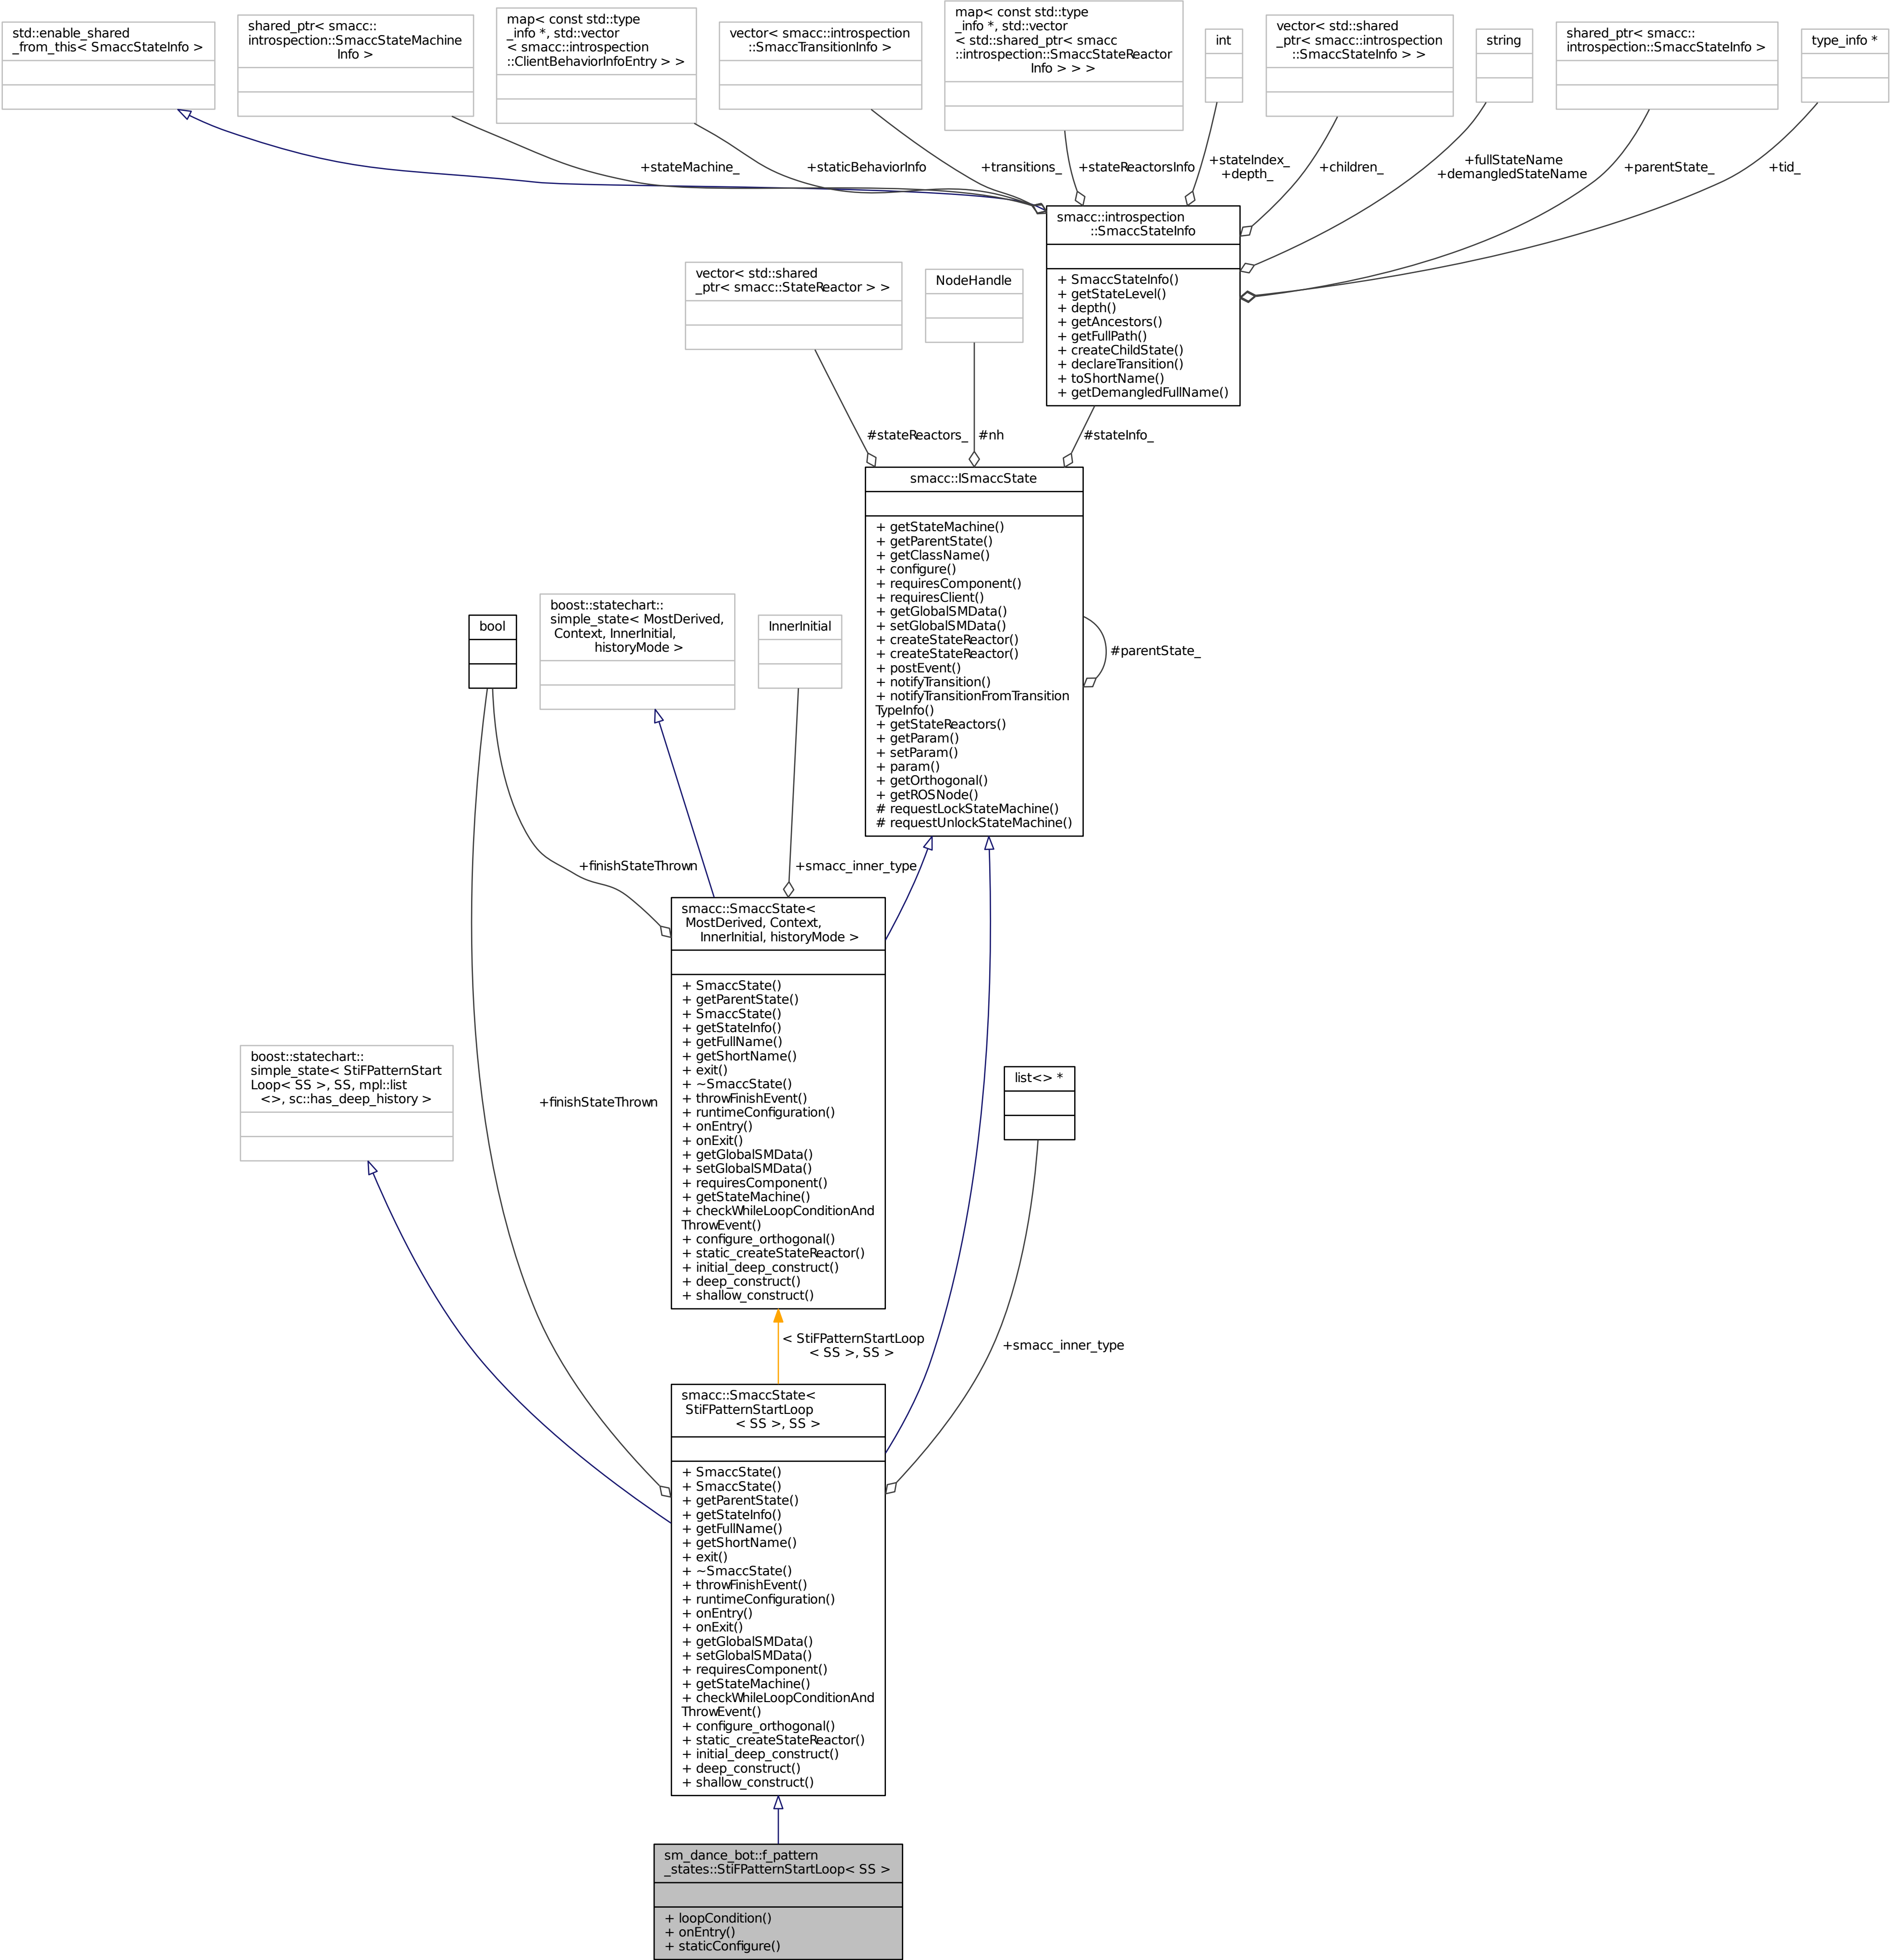 std::enable_shared
_from_this< SmaccStateInfo >
shared_ptr< smacc::
introspection::SmaccStateMachine
Info >
map< const std::type
_info *, std::vector
< smacc::introspection
::ClientBehaviorInfoEntry > >
vector< smacc::introspection
::SmaccTransitionInfo >
map< const std::type
_info *, std::vector
< std::shared_ptr< smacc
::introspection::SmaccStateReactor
Info > > >
int
vector< std::shared
_ptr< smacc::introspection
::SmaccStateInfo > >
string
shared_ptr< smacc::
introspection::SmaccStateInfo >
type_info *
+stateMachine_
+staticBehaviorInfo
+transitions_
+stateReactorsInfo
+stateIndex_
+depth_
+children_
+fullStateName
+demangledStateName
+parentState_
+tid_
smacc::introspection
::SmaccStateInfo
+ SmaccStateInfo()
+ getStateLevel()
+ depth()
+ getAncestors()
+ getFullPath()
+ createChildState()
+ declareTransition()
+ toShortName()
+ getDemangledFullName()
vector< std::shared
_ptr< smacc::StateReactor > >
NodeHandle
#stateReactors_
#nh
#stateInfo_
smacc::ISmaccState
+ getStateMachine()
+ getParentState()
+ getClassName()
+ configure()
+ requiresComponent()
+ requiresClient()
+ getGlobalSMData()
+ setGlobalSMData()
+ createStateReactor()
+ createStateReactor()
+ postEvent()
+ notifyTransition()
+ notifyTransitionFromTransition
TypeInfo()
+ getStateReactors()
+ getParam()
+ setParam()
+ param()
+ getOrthogonal()
+ getROSNode()
# requestLockStateMachine()
# requestUnlockStateMachine()
#parentState_
bool
boost::statechart::
simple_state< MostDerived,
Context, InnerInitial,
historyMode >
InnerInitial
+finishStateThrown
+smacc_inner_type
smacc::SmaccState<
MostDerived, Context,
InnerInitial, historyMode >
+ SmaccState()
+ getParentState()
+ SmaccState()
+ getStateInfo()
+ getFullName()
+ getShortName()
+ exit()
+ ~SmaccState()
+ throwFinishEvent()
+ runtimeConfiguration()
+ onEntry()
+ onExit()
+ getGlobalSMData()
+ setGlobalSMData()
+ requiresComponent()
+ getStateMachine()
+ checkWhileLoopConditionAnd
ThrowEvent()
+ configure_orthogonal()
+ static_createStateReactor()
+ initial_deep_construct()
+ deep_construct()
+ shallow_construct()
boost::statechart::
simple_state< StiFPatternStart
Loop< SS >, SS, mpl::list
<>, sc::has_deep_history >
+finishStateThrown
list<> *
< StiFPatternStartLoop
< SS >, SS >
+smacc_inner_type
smacc::SmaccState<
StiFPatternStartLoop
< SS >, SS >
+ SmaccState()
+ SmaccState()
+ getParentState()
+ getStateInfo()
+ getFullName()
+ getShortName()
+ exit()
+ ~SmaccState()
+ throwFinishEvent()
+ runtimeConfiguration()
+ onEntry()
+ onExit()
+ getGlobalSMData()
+ setGlobalSMData()
+ requiresComponent()
+ getStateMachine()
+ checkWhileLoopConditionAnd
ThrowEvent()
+ configure_orthogonal()
+ static_createStateReactor()
+ initial_deep_construct()
+ deep_construct()
+ shallow_construct()
sm_dance_bot::f_pattern
_states::StiFPatternStartLoop< SS >
+ loopCondition()
+ onEntry()
+ staticConfigure()